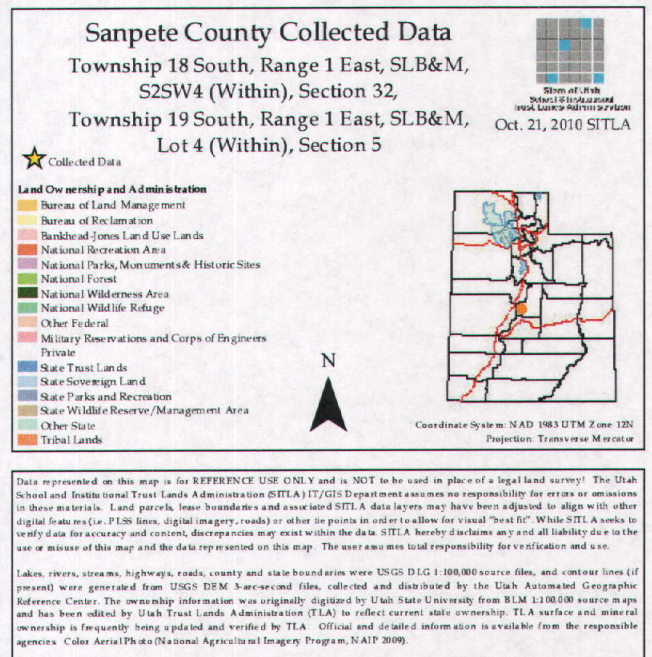 Sanpete County Collected Data
Township 18 South, Range 1 East, SLB&M,
S2SW4 (Within), Section 32,
Township 19 South, Range 1 East, SLB&M,
Lot 4 (Within), Section 5
State of Utah
School & Institutional
Trust Lands Administration
Oct. 21, 2010 SITLA
Collected Data
Land Ownership and Administration
Bureau of Land Management
Bureau of Reclamation
Bankhead-Jones Land Use Lands
National Recreation Area
National Parks, Monuments & Historic Sites
National Forest
National Wilderness Area
National Wildlife Refuge
Other Federal
Military Reservations and Corps of Engineers
Private
State Trust Lands
State Sovereign Land
State Parks and Recreation
State Wildlife Reserve/Management Area
Other State
Tribal Lands
N
Coordinate System: NAD 1983 UTM Zone 12N
Projection: Transverse Mercator
Data represented on this map is for REFERENCE USE ONLY and is NOT to be used in place of a legal land survey! The Utah
School and Institutional Trust Lands Administration (SITLA) IT/GIS Department assumes no responsibility for errors or omissions
in these materials. Land parcels, lease boundaries and associated SITLA data layers may have been adjusted to align with other
digital features (i.e. PLSS lines, digital imagery, roads) or other tie points in order to allow for visual "best fit". While SITLA seeks to
verify data for accuracy and content, discrepancies may exist within the data. SITLA hereby disclaims any and all liability due to the
use or misuse of this map and the data represented on this map. The user assumes total responsibility for verification and use.
Lakes, rivers, streams, highways, roads, county and state boundaries were USGS DLG 1:100,000 source files, and contour lines (if
present) were generated from USGS DEM 3-arc-second files, collected and distributed by the Utah Automated Geographic
Reference Center. The ownership information was originally digitized by Utah State University from BLM 1:100,000 source maps
and has been edited by Utah Trust Lands Administration (TLA) to reflect current state ownership. TLA surface and mineral
ownership is frequently being updated and verified by TLA. Official and detailed information is available from the responsible
agencies. Color Aerial Photo (National Agricultural Imagery Program, NAIP 2009).